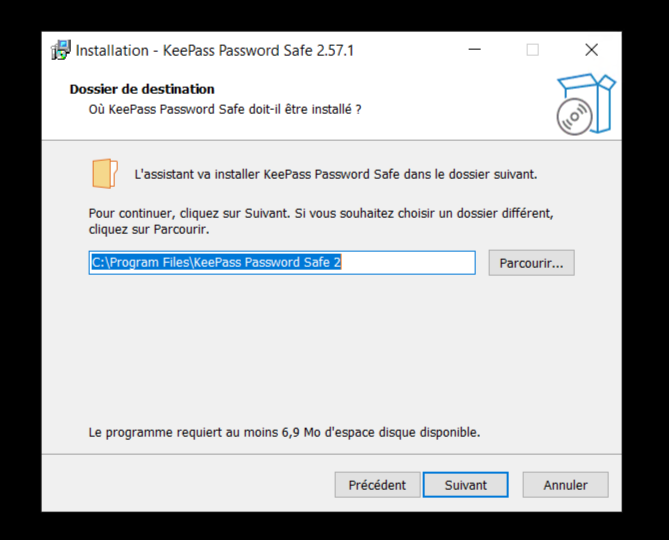 Installation - KeePass Password Safe 2.57.1
Dossier de destination
Où KeePass Password Safe doit-il être installé ?
L'assistant va installer KeePass Password Safe dans le dossier suivant.
Pour continuer, cliquez sur Suivant. Si vous souhaitez choisir un dossier différent,
cliquez sur Parcourir.
C:\Program Files\KeePass Password Safe 2
Parcourir...
Le programme requiert au moins 6,9 Mo d'espace disque disponible.
Précédent
Suivant
Annuler